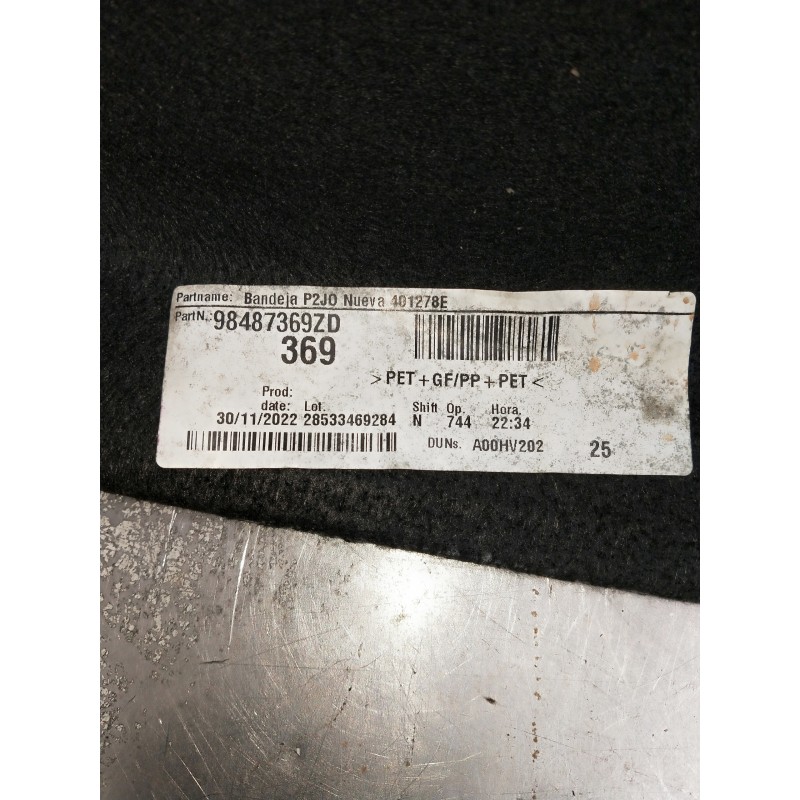 Partname: Bandeja P2JO Nueva 401278E
PartN.: 98487369ZD
369
>PET+GF/PP+PET<
Prod:
date: Lot. Shift Op. Hora.
30/11/2022 28533469284 N 744 22:34
DUNs. A00HV202 25